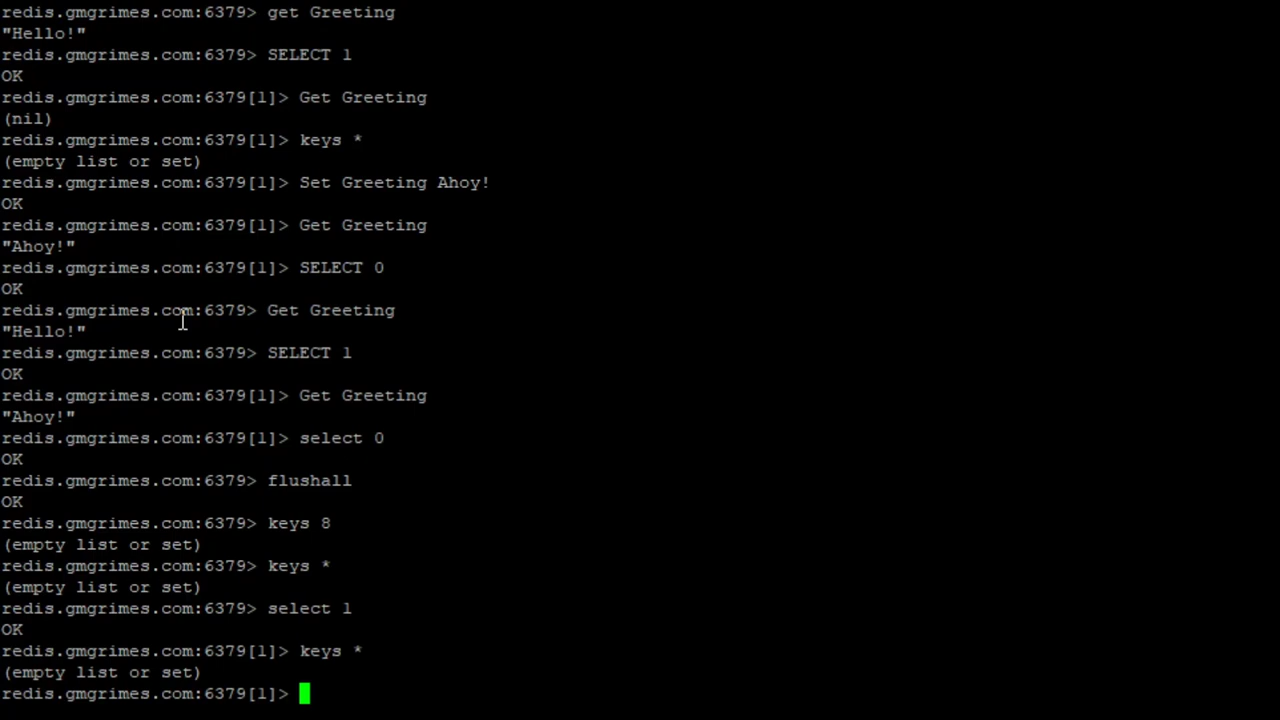 redis.gmgrimes.com:6379> get Greeting
"Hello!"
redis.gmgrimes.com:6379> SELECT 1
OK
redis.gmgrimes.com:6379[1]> Get Greeting
(nil)
redis.gmgrimes.com:6379[1]> keys *
(empty list or set)
redis.gmgrimes.com:6379[1]> Set Greeting Ahoy!
OK
redis.gmgrimes.com:6379[1]> Get Greeting
"Ahoy!"
redis.gmgrimes.com:6379[1]> SELECT 0
OK
redis.gmgrimes.com:6379> Get Greeting
"Hello!"
redis.gmgrimes.com:6379> SELECT 1
OK
redis.gmgrimes.com:6379[1]> Get Greeting
"Ahoy!"
redis.gmgrimes.com:6379[1]> select 0
OK
redis.gmgrimes.com:6379> flushall
OK
redis.gmgrimes.com:6379> keys 8
(empty list or set)
redis.gmgrimes.com:6379> keys *
(empty list or set)
redis.gmgrimes.com:6379> select 1
OK
redis.gmgrimes.com:6379[1]> keys *
(empty list or set)
redis.gmgrimes.com:6379[1]>